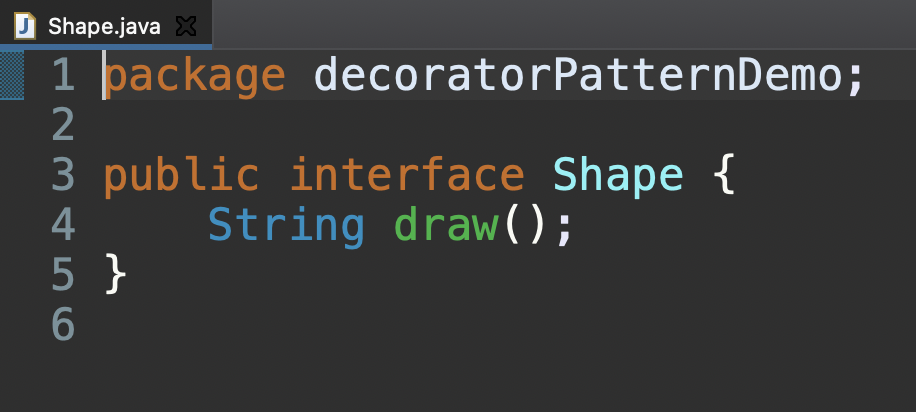 Shape.java
1 package decoratorPatternDemo;
2
3 public interface Shape {
4     String draw();
5 }
6